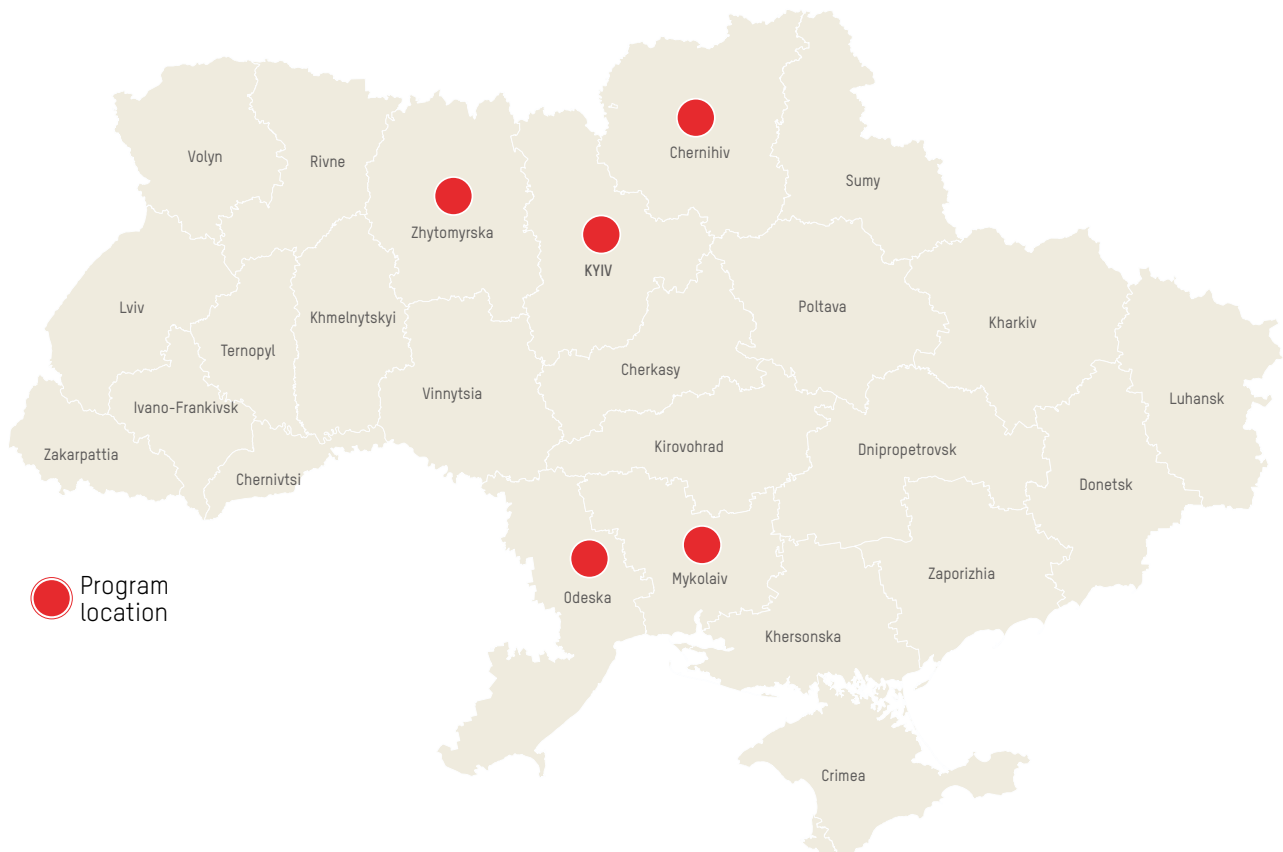 Chernihiv
Volyn
Rivne
Sumy
Zhytomyrska
KYIV
Lviv
Khmelnytskyi
Poltava
Kharkiv
Ternopyl
Cherkasy
Vinnytsia
Luhansk
Ivano-Frankivsk
Kirovohrad
Dnipropetrovsk
Zakarpattia
Chernivtsi
Donetsk
Zaporizhia
Mykolaiv
Odeska
Program
location
Khersonska
Crimea